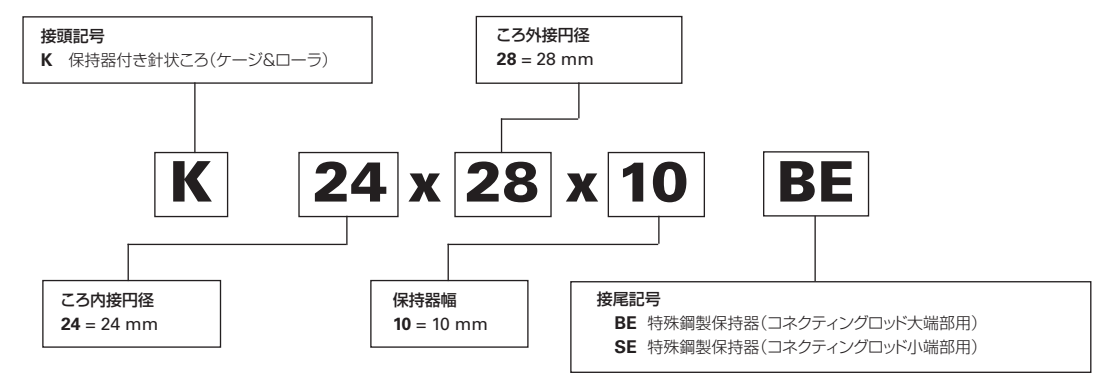 接頭記号
K 保持器付き針状ころ(ケージ&ローラ)
ころ外接円径
28 = 28 mm
K 24 x 28 x 10 BE
ころ内接円径
24 = 24 mm
保持器幅
10 = 10 mm
接尾記号
BE 特殊鋼製保持器(コネクティングロッド大端部用)
SE 特殊鋼製保持器(コネクティングロッド小端部用)